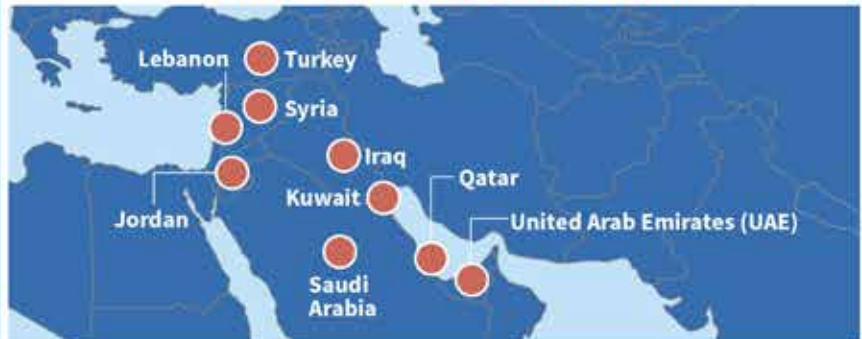 Lebanon
Turkey
Syria
Iraq
Qatar
Kuwait
Jordan
United Arab Emirates (UAE)
Saudi
Arabia